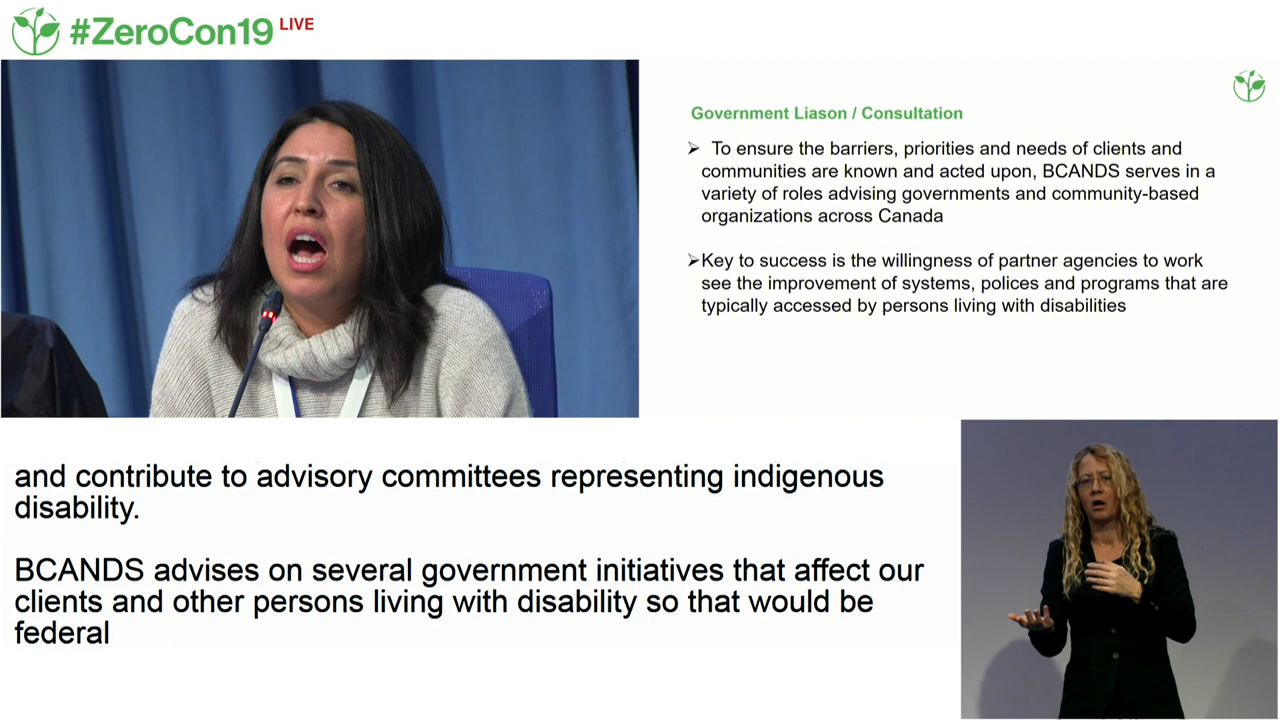 #ZeroCon19 LIVE
Government Liason / Consultation
➢ To ensure the barriers, priorities and needs of clients and
communities are known and acted upon, BCANDS serves in a
variety of roles advising governments and community-based
organizations across Canada
➢Key to success is the willingness of partner agencies to work
see the improvement of systems, polices and programs that are
typically accessed by persons living with disabilities
and contribute to advisory committees representing indigenous
disability.
BCANDS advises on several government initiatives that affect our
clients and other persons living with disability so that would be
federal